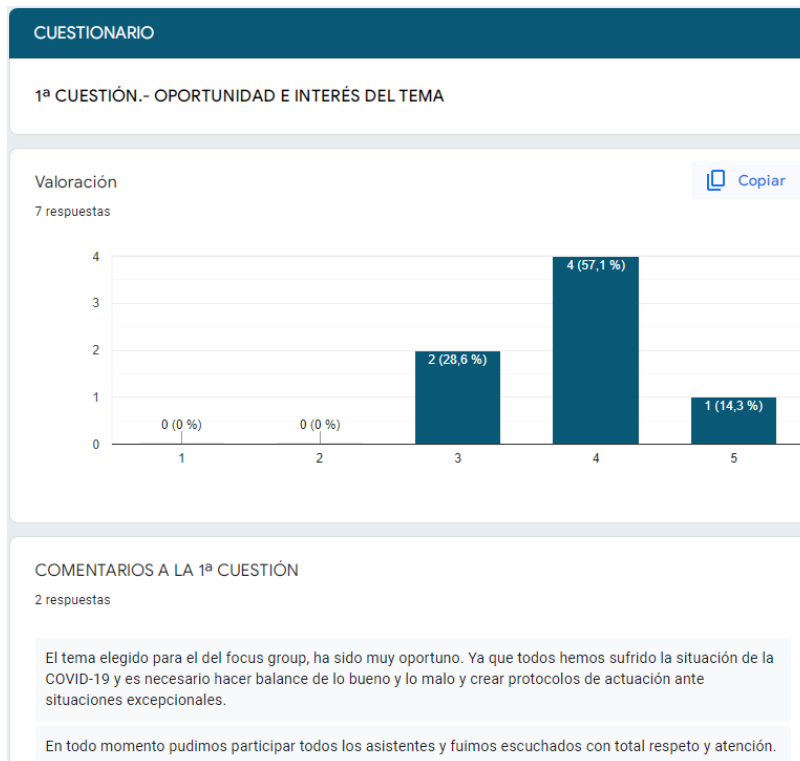 CUESTIONARIO
1ª CUESTIÓN.- OPORTUNIDAD E INTERÉS DEL TEMA
Valoración
Copiar
7 respuestas
4
3
2
1
0
0 (0 %)
0 (0 %)
2 (28,6 %)
4 (57,1 %)
1 (14,3 %)
1
2
3
4
5
COMENTARIOS A LA 1ª CUESTIÓN
2 respuestas
El tema elegido para el del focus group, ha sido muy oportuno. Ya que todos hemos sufrido la situación de la
COVID-19 y es necesario hacer balance de lo bueno y lo malo y crear protocolos de actuación ante
situaciones excepcionales.
En todo momento pudimos participar todos los asistentes y fuimos escuchados con total respeto y atención.